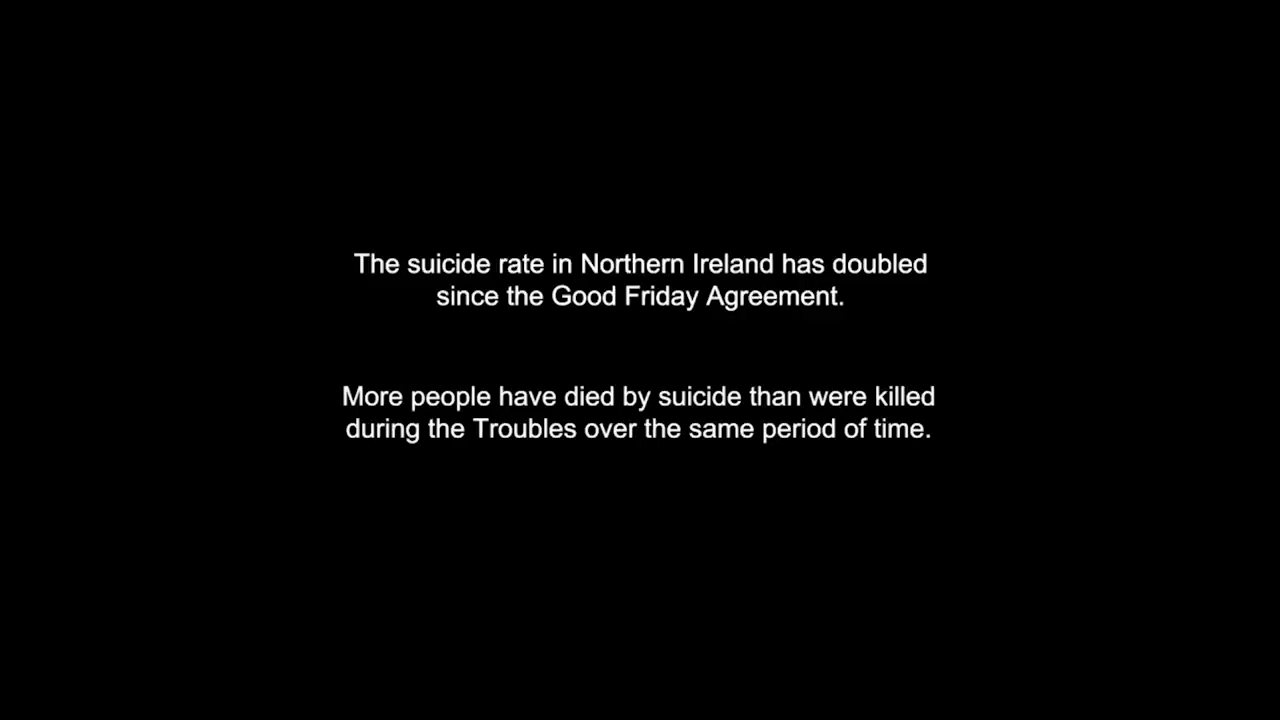 The suicide rate in Northern Ireland has doubled
since the Good Friday Agreement.
More people have died by suicide than were killed
during the Troubles over the same period of time.